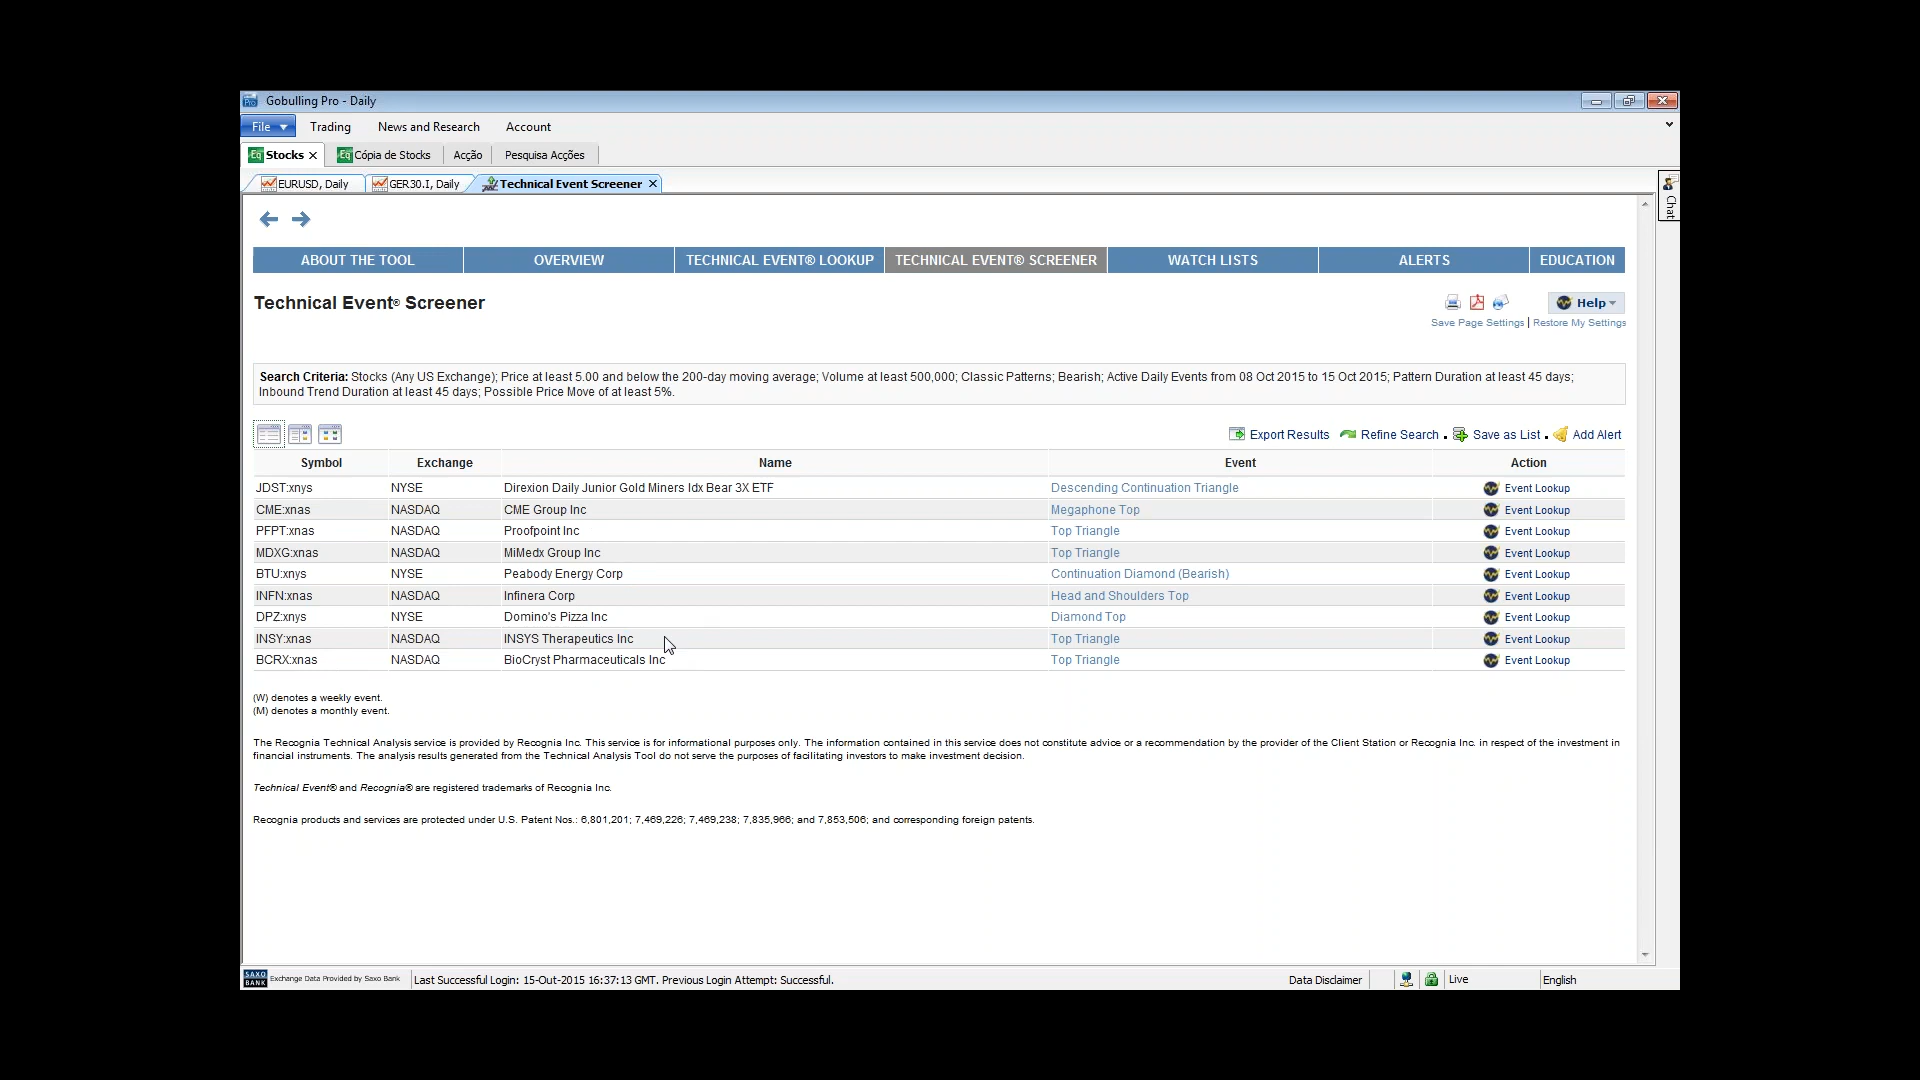 Gobulling Pro - Daily
File Trading News and Research Account
Stocks Cópia de Stocks Acção Pesquisa Acções
EURUSD, Daily GER30.I, Daily Technical Event Screener
Chat
ABOUT THE TOOL OVERVIEW TECHNICAL EVENT® LOOKUP TECHNICAL EVENT® SCREENER WATCH LISTS ALERTS EDUCATION
Technical Event® Screener
Help
Save Page Settings | Restore My Settings
Search Criteria: Stocks (Any US Exchange); Price at least 5.00 and below the 200-day moving average; Volume at least 500,000; Classic Patterns; Bearish; Active Daily Events from 08 Oct 2015 to 15 Oct 2015; Pattern Duration at least 45 days;
Inbound Trend Duration at least 45 days; Possible Price Move of at least 5%.
Export Results Refine Search Save as List Add Alert
Symbol Exchange Name Event Action
JDST:xnys NYSE Direxion Daily Junior Gold Miners Idx Bear 3X ETF Descending Continuation Triangle Event Lookup
CME:xnas NASDAQ CME Group Inc Megaphone Top Event Lookup
PFPT:xnas NASDAQ Proofpoint Inc Top Triangle Event Lookup
MDXG:xnas NASDAQ MiMedx Group Inc Top Triangle Event Lookup
BTU:xnys NYSE Peabody Energy Corp Continuation Diamond (Bearish) Event Lookup
INFN:xnas NASDAQ Infinera Corp Head and Shoulders Top Event Lookup
DPZ:xnys NYSE Domino's Pizza Inc Diamond Top Event Lookup
INSY:xnas NASDAQ INSYS Therapeutics Inc Top Triangle Event Lookup
BCRX:xnas NASDAQ BioCryst Pharmaceuticals Inc Top Triangle Event Lookup
(W) denotes a weekly event.
(M) denotes a monthly event.
The Recognia Technical Analysis service is provided by Recognia Inc. This service is for informational purposes only. The information contained in this service does not constitute advice or a recommendation by the provider of the Client Station or Recognia Inc. in respect of the investment in
financial instruments. The analysis results generated from the Technical Analysis Tool do not serve the purposes of facilitating investors to make investment decision.
Technical Event® and Recognia® are registered trademarks of Recognia Inc.
Recognia products and services are protected under U.S. Patent Nos.: 6,801,201; 7,469,226; 7,469,238; 7,835,966; and 7,853,506; and corresponding foreign patents.
SAXO BANK Exchange Data Provided by Saxo Bank Last Successful Login: 15-Out-2015 16:37:13 GMT. Previous Login Attempt: Successful. Data Disclaimer Live English